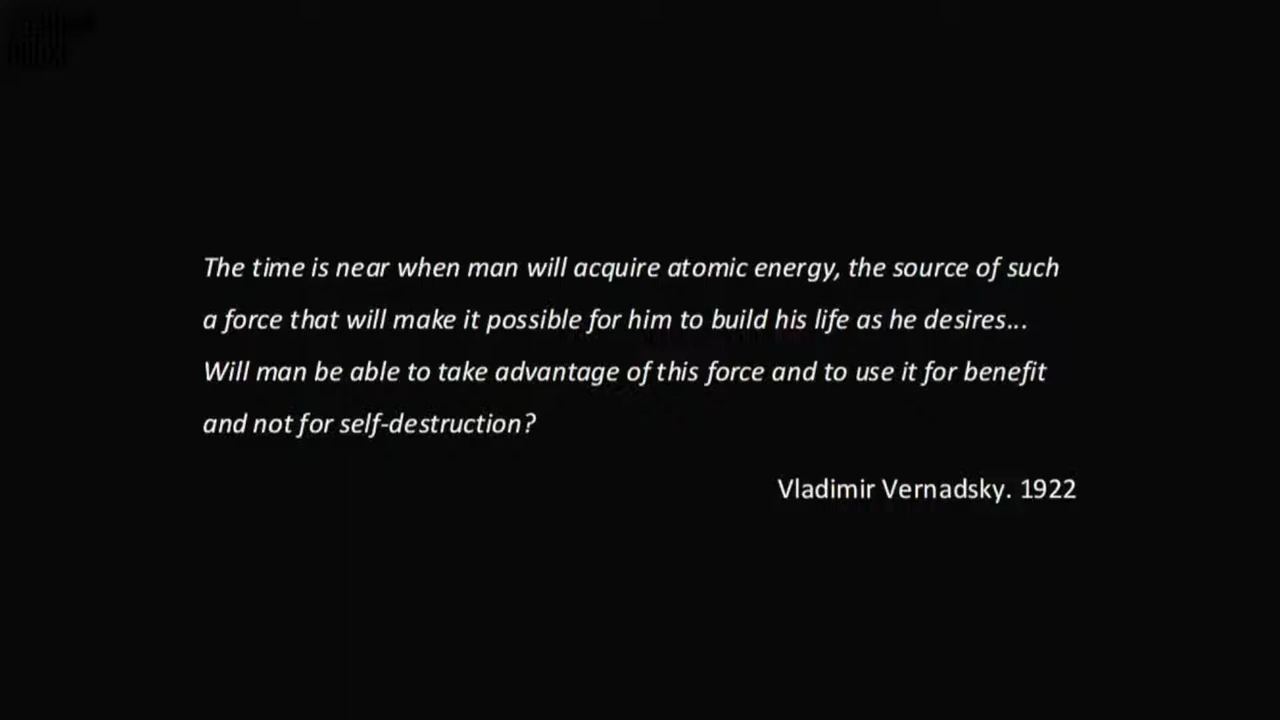 The time is near when man will acquire atomic energy, the source of such
a force that will make it possible for him to build his life as he desires...
Will man be able to take advantage of this force and to use it for benefit
and not for self-destruction?
Vladimir Vernadsky. 1922